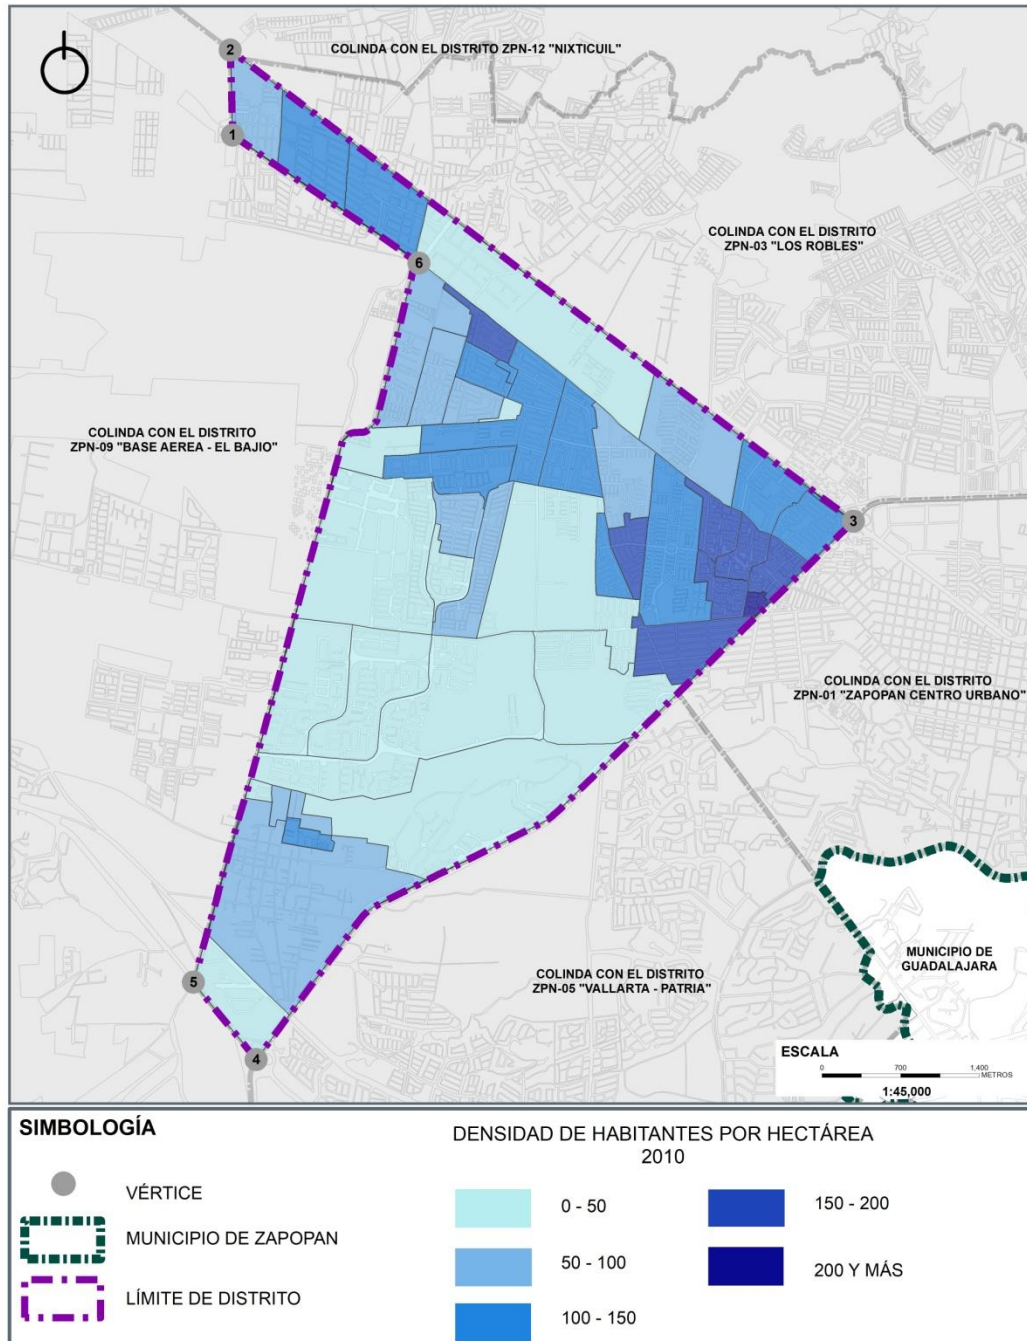 2
COLINDA CON EL DISTRITO ZPN-12 "NIXTICUIL"
1
COLINDA CON EL DISTRITO
ZPN-03 "LOS ROBLES"
6
COLINDA CON EL DISTRITO
ZPN-09 "BASE AEREA - EL BAJIO"
3
COLINDA CON EL DISTRITO
ZPN-01 "ZAPOPAN CENTRO URBANO"
MUNICIPIO DE
GUADALAJARA
5
COLINDA CON EL DISTRITO
ZPN-05 "VALLARTA - PATRIA"
4
ESCALA
0 700 1,400
METROS
1:45,000
SIMBOLOGÍA
VÉRTICE
MUNICIPIO DE ZAPOPAN
LÍMITE DE DISTRITO
DENSIDAD DE HABITANTES POR HECTÁREA
2010
0 - 50
50 - 100
100 - 150
150 - 200
200 Y MÁS